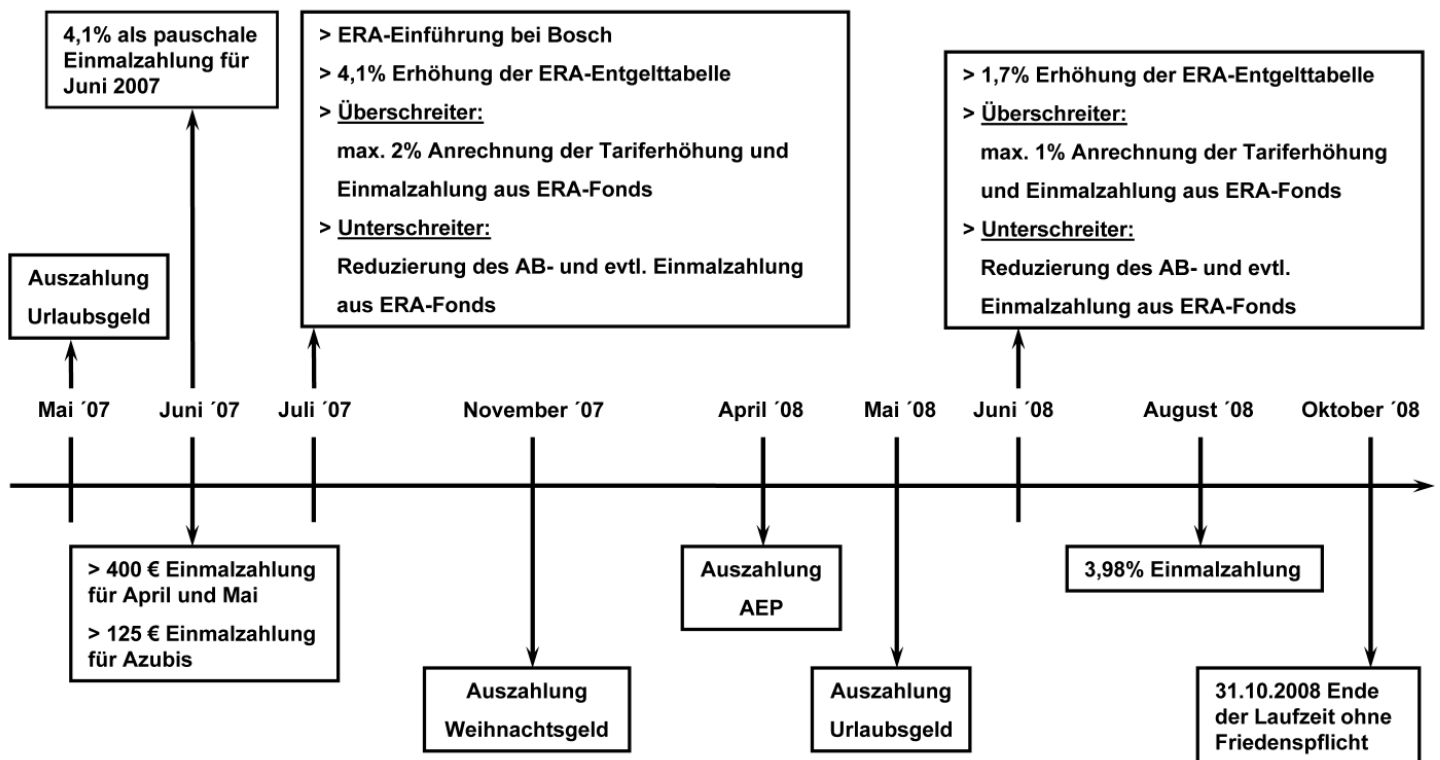 4,1% als pauschale
Einmalzahlung für
Juni 2007
> ERA-Einführung bei Bosch
> 4,1% Erhöhung der ERA-Entgelttabelle
> Überschreiter:
max. 2% Anrechnung der Tariferhöhung und
Einmalzahlung aus ERA-Fonds
> Unterschreiter:
Reduzierung des AB- und evtl. Einmalzahlung
aus ERA-Fonds
> 1,7% Erhöhung der ERA-Entgelttabelle
> Überschreiter:
max. 1% Anrechnung der Tariferhöhung
und Einmalzahlung aus ERA-Fonds
> Unterschreiter:
Reduzierung des AB- und evtl.
Einmalzahlung aus ERA-Fonds
Auszahlung
Urlaubsgeld
Mai ´07 Juni ´07 Juli ´07 November ´07 April ´08 Mai ´08 Juni ´08 August ´08 Oktober ´08
> 400 € Einmalzahlung
für April und Mai
> 125 € Einmalzahlung
für Azubis
Auszahlung
AEP
3,98% Einmalzahlung
Auszahlung
Weihnachtsgeld
Auszahlung
Urlaubsgeld
31.10.2008 Ende
der Laufzeit ohne
Friedenspflicht